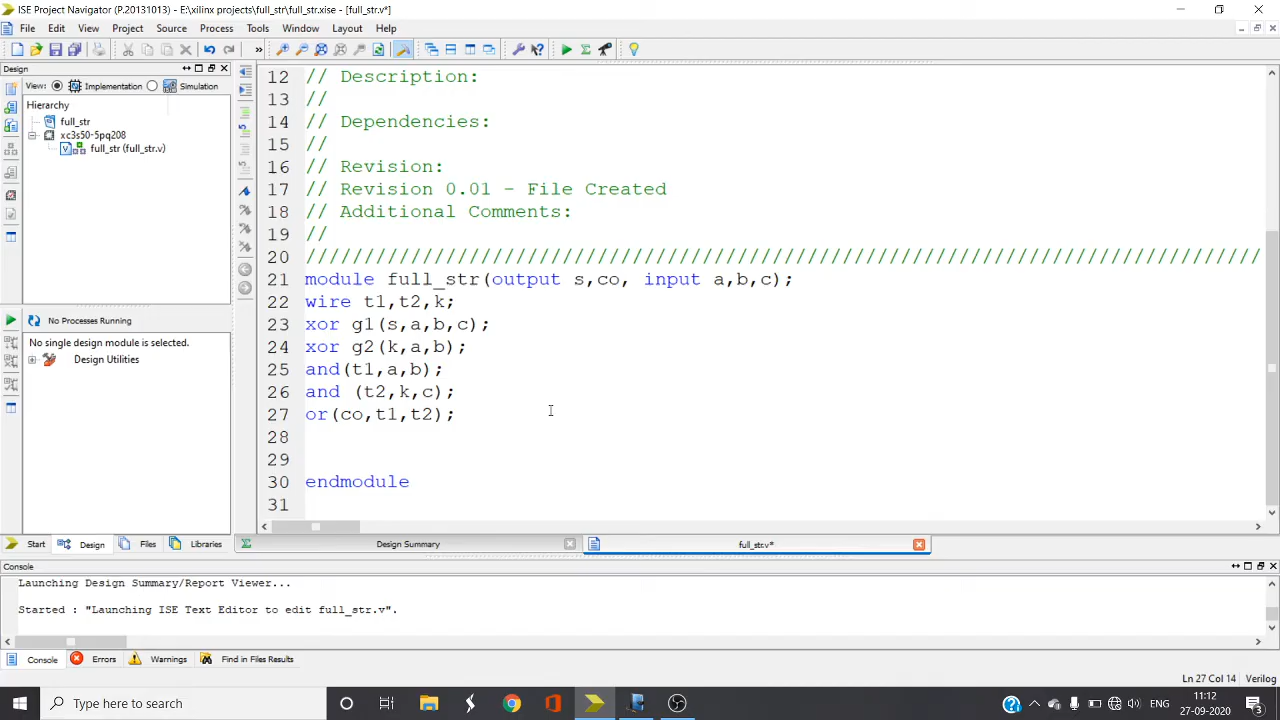 ISE Project Navigator (P.20131013) - E:\xilinx projects\full_str\full_str.xise - [full_str.v*]
File Edit View Project Source Process Tools Window Layout Help
Design
View: Implementation Simulation
Hierarchy
full_str
xc3s50-5pq208
full_str (full_str.v)
No Processes Running
No single design module is selected.
Design Utilities
12 // Description:
13 //
14 // Dependencies:
15 //
16 // Revision:
17 // Revision 0.01 - File Created
18 // Additional Comments:
19 //
20 //////////////////////////////////////////////////////////////////////////////////
21 module full_str(output s,co, input a,b,c);
22 wire t1,t2,k;
23 xor g1(s,a,b,c);
24 xor g2(k,a,b);
25 and(t1,a,b);
26 and (t2,k,c);
27 or(co,t1,t2);
28
29
30 endmodule
31
Start Design Files Libraries
Design Summary full_str.v*
Console
Launching Design Summary/Report Viewer...
Started : "Launching ISE Text Editor to edit full_str.v".
Console Errors Warnings Find in Files Results
Ln 27 Col 14 Verilog
Type here to search
ENG
11:12
27-09-2020
3